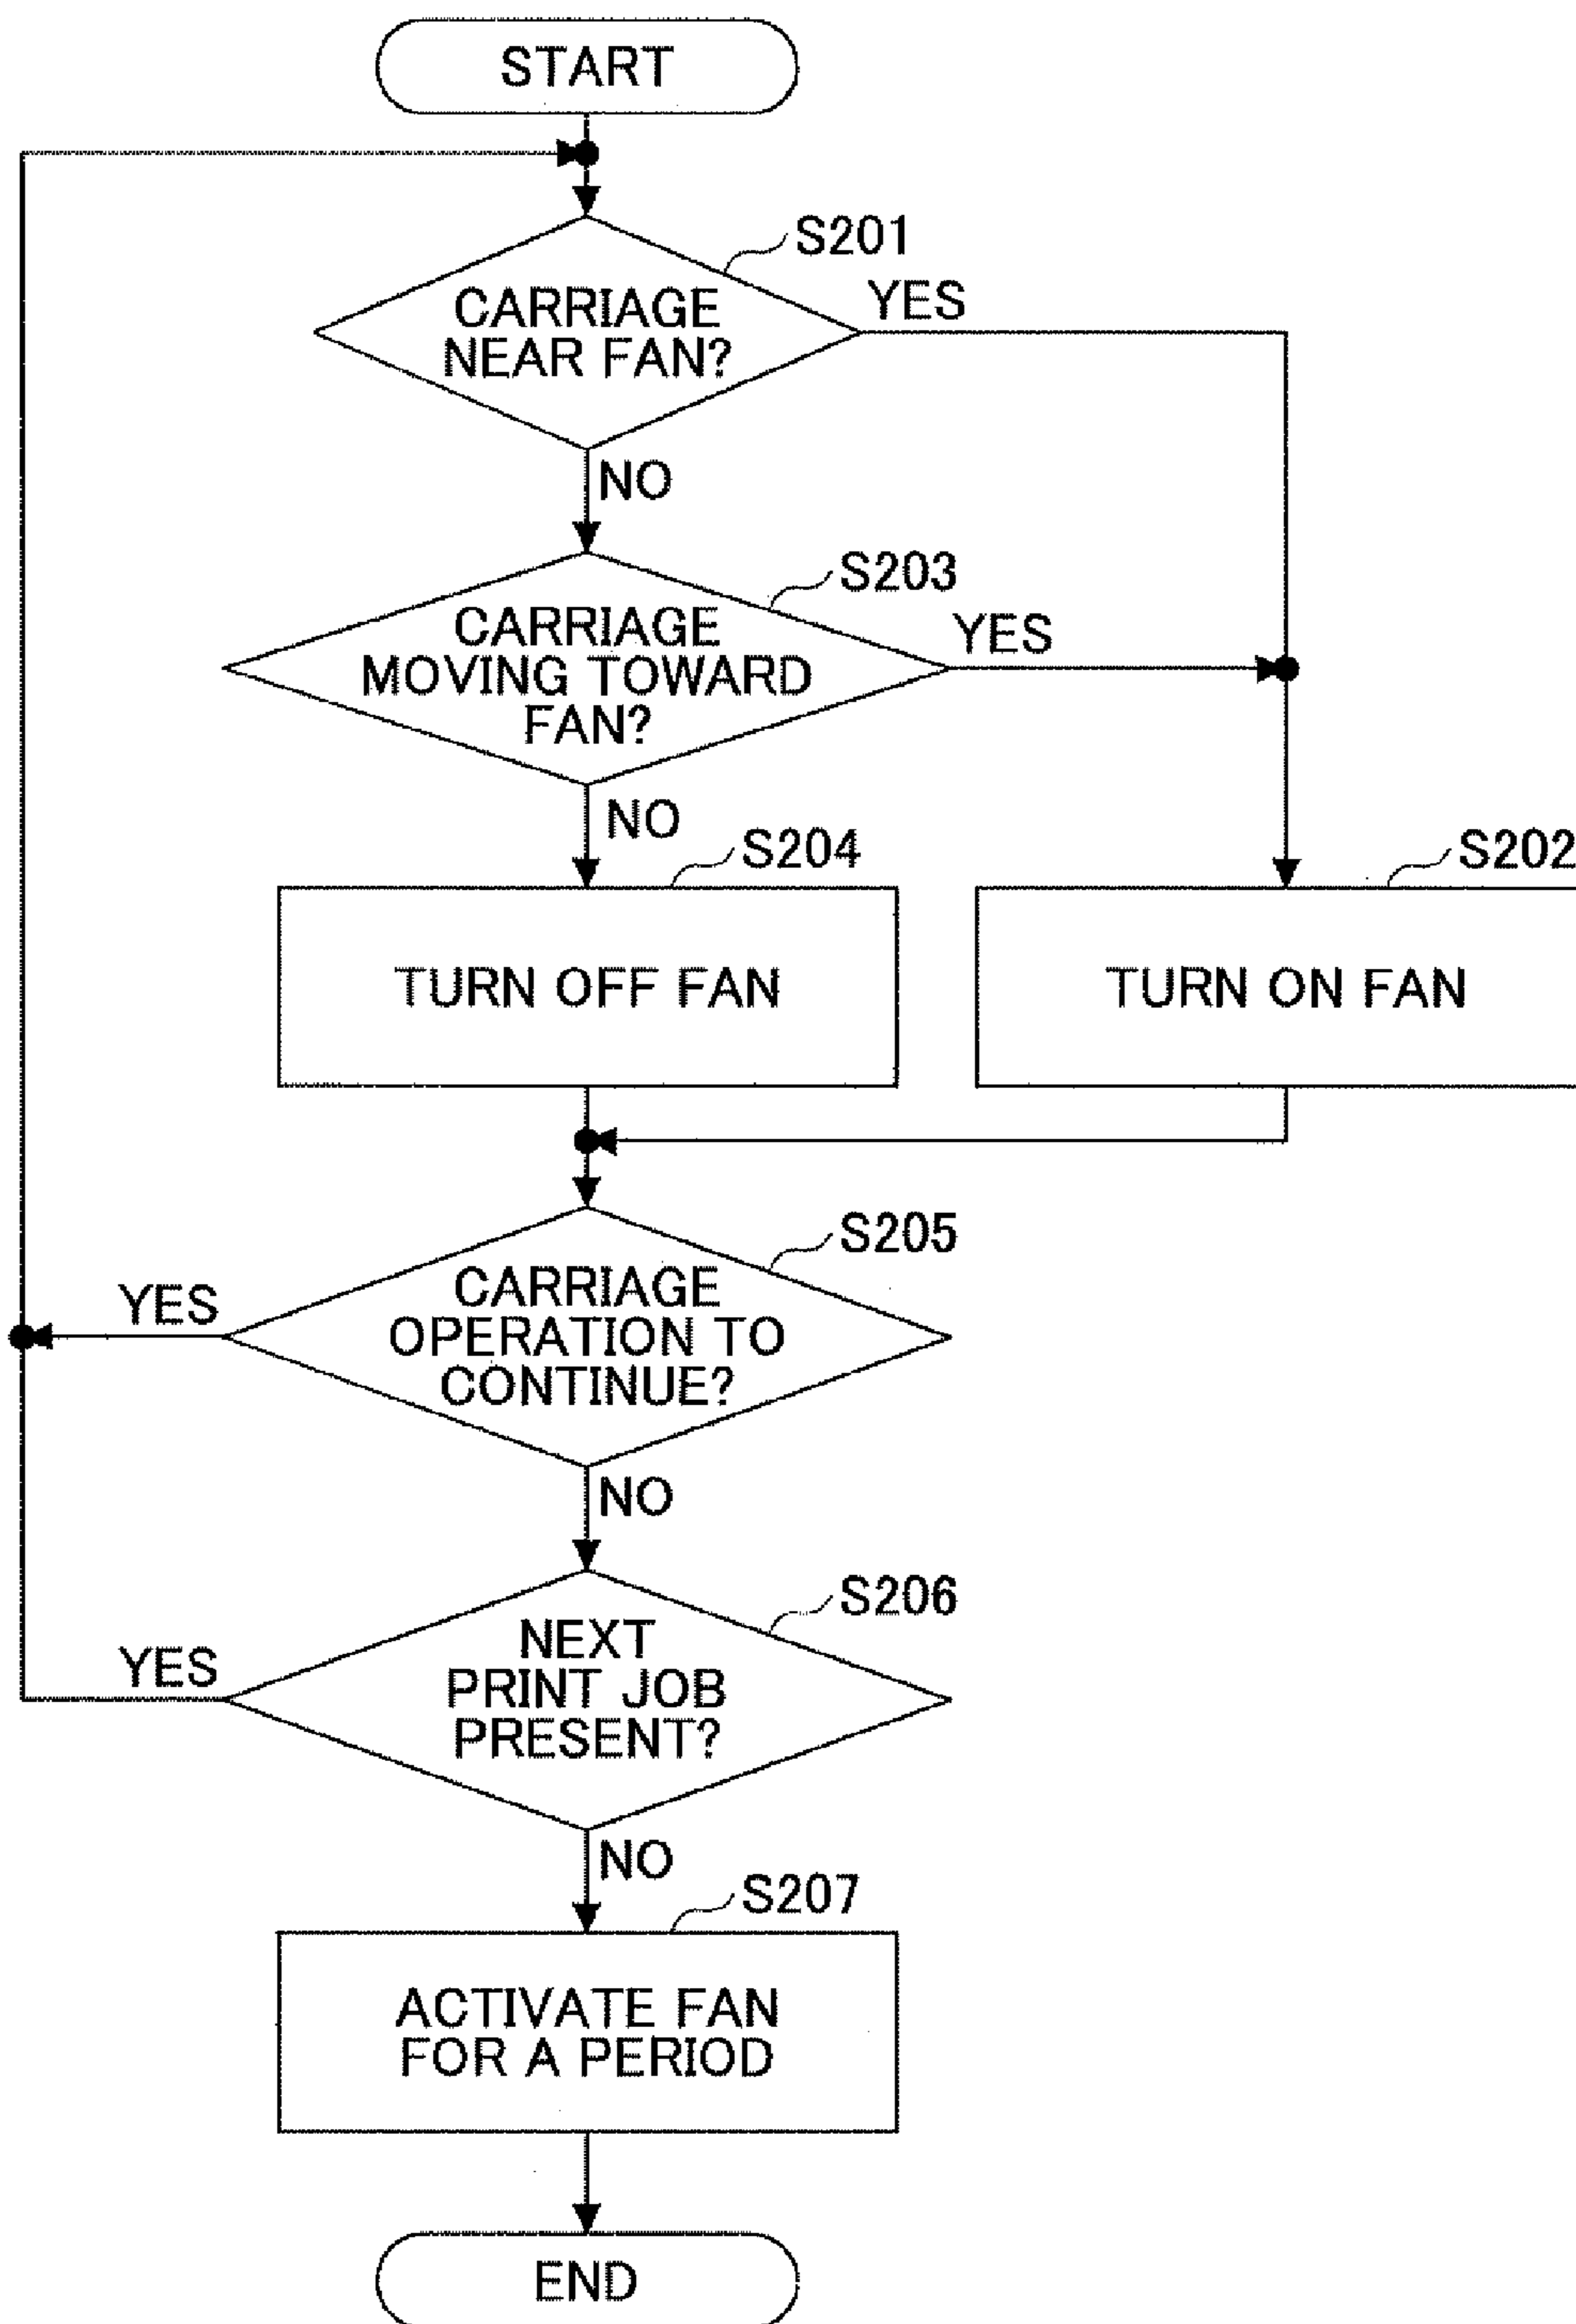 START
S201
CARRIAGE
NEAR FAN?
YES
NO
S203
CARRIAGE
MOVING TOWARD
FAN?
YES
NO
S204
TURN OFF FAN
S202
TURN ON FAN
S205
CARRIAGE
OPERATION TO
CONTINUE?
YES
NO
S206
NEXT
PRINT JOB
PRESENT?
YES
NO
S207
ACTIVATE FAN
FOR A PERIOD
END